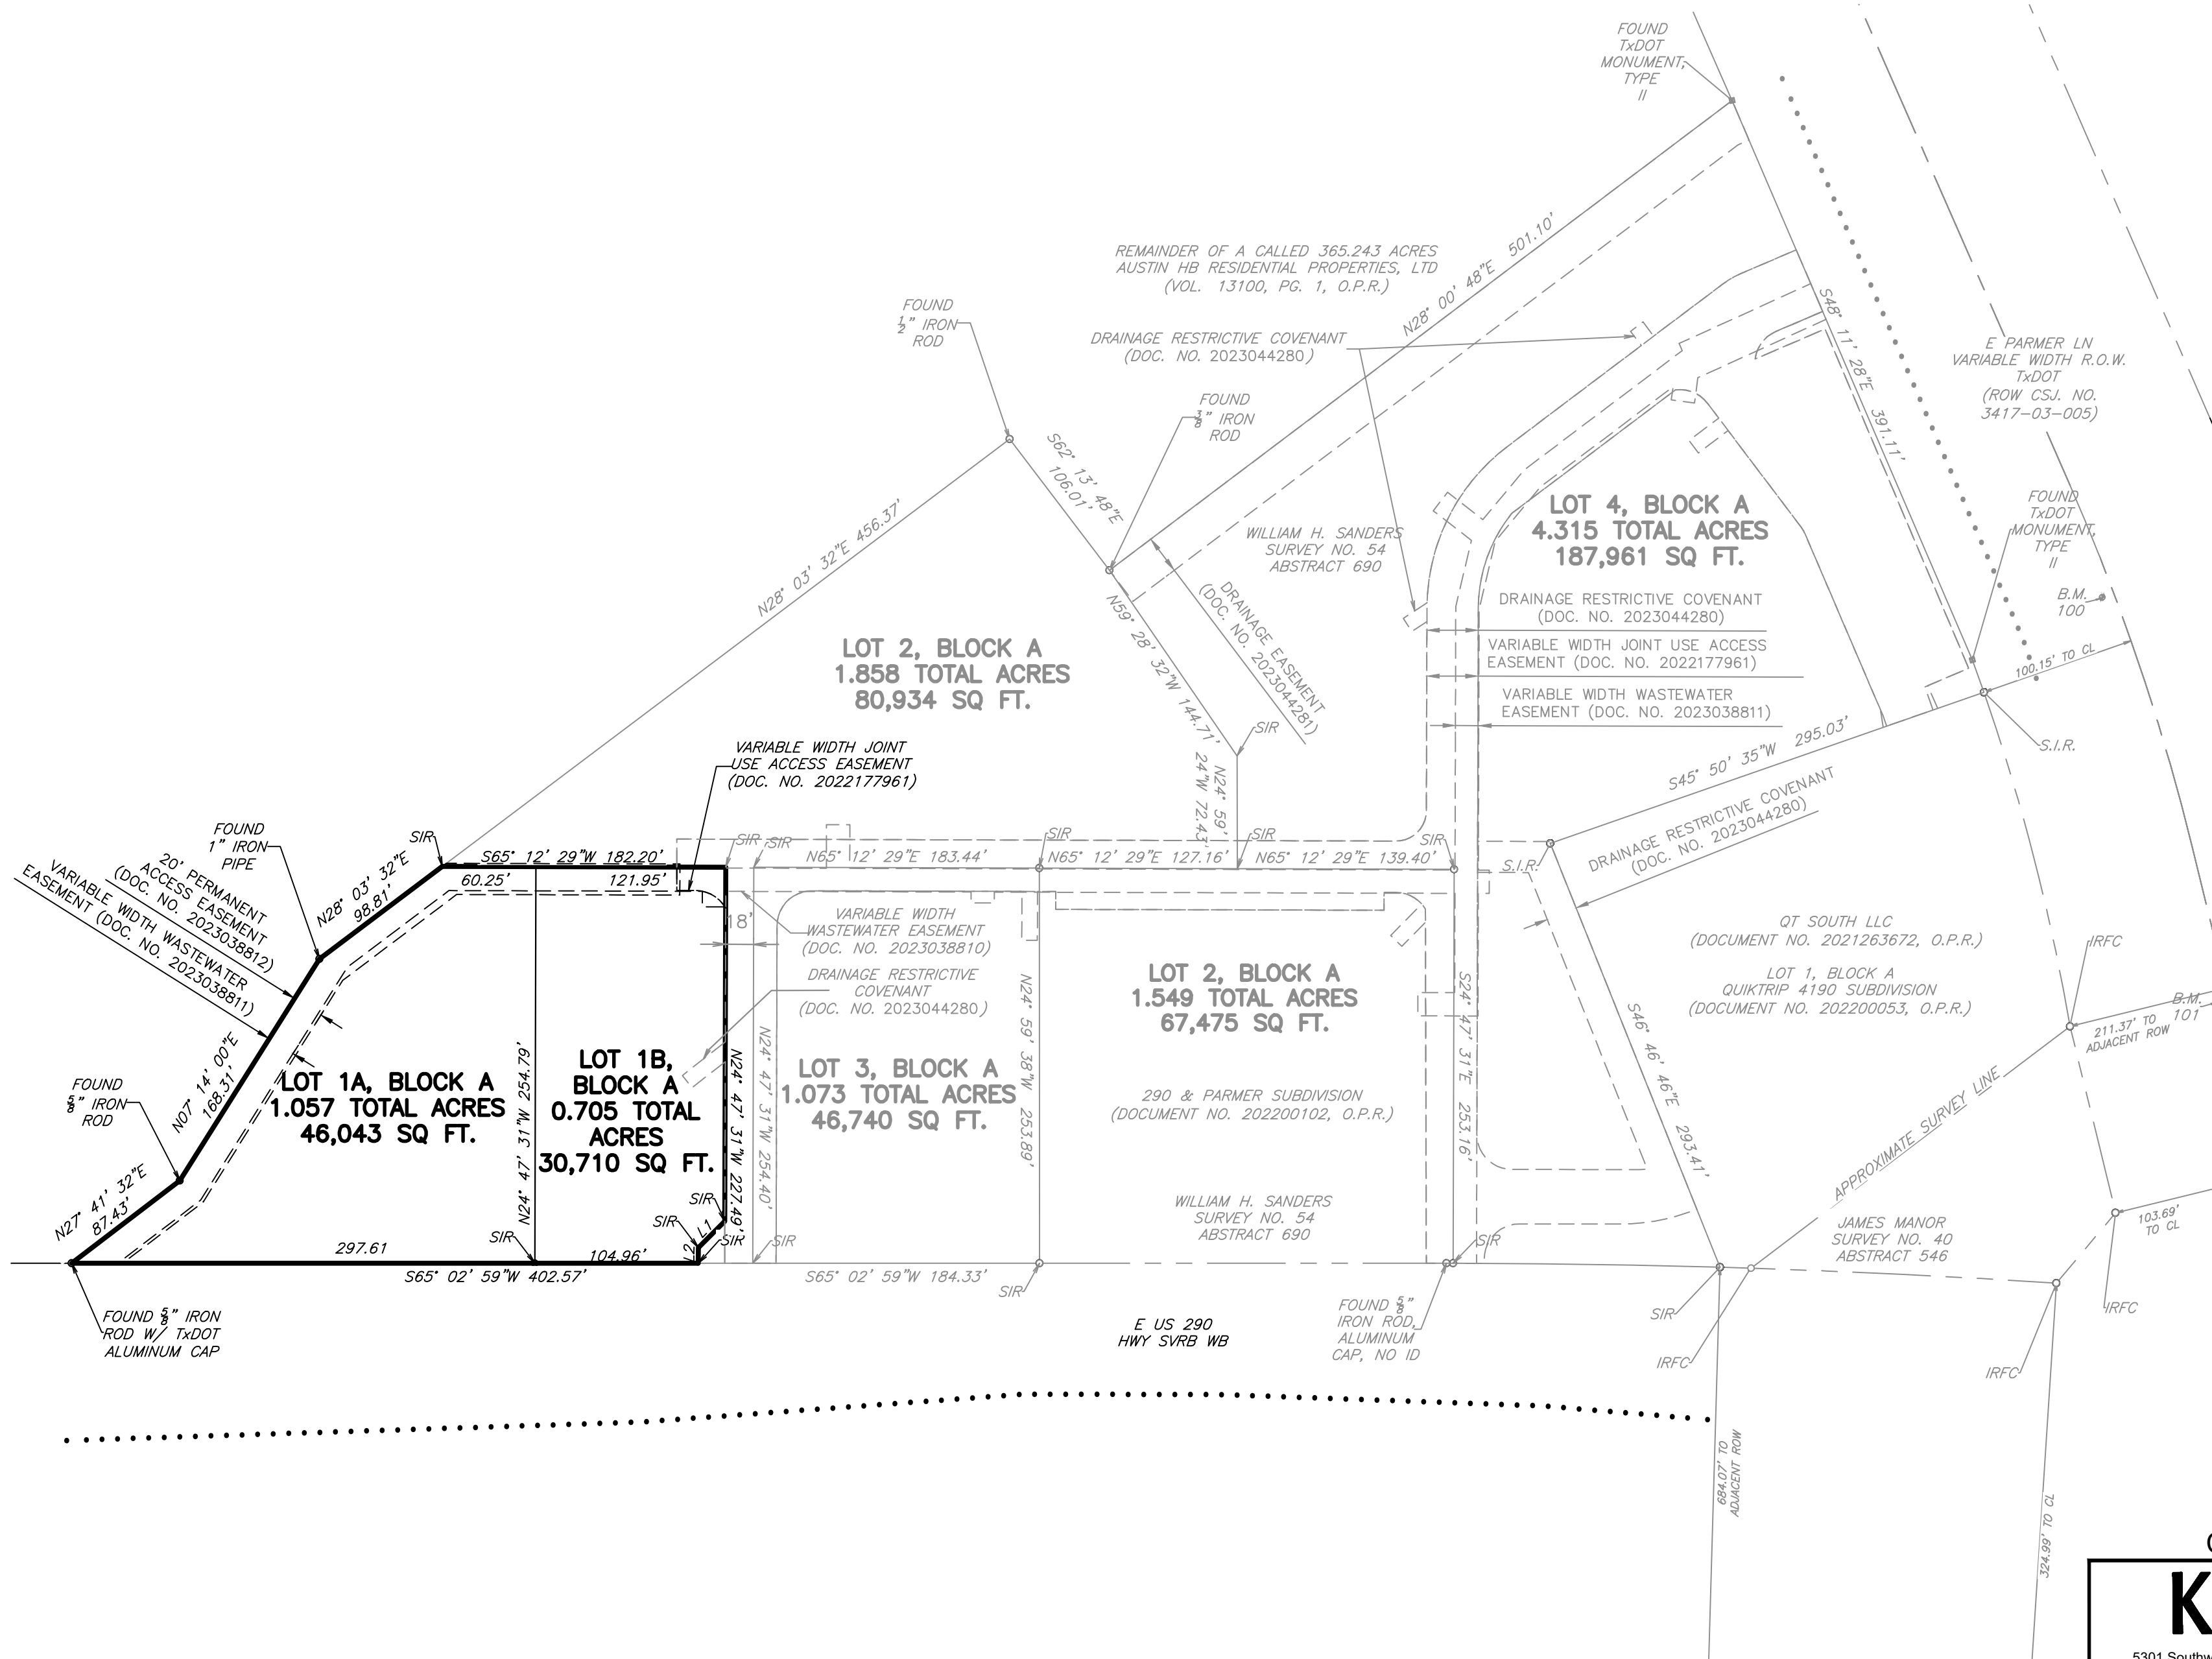 FOUND
TxDOT
MONUMENT,
TYPE
II
REMAINDER OF A CALLED 365.243 ACRES
AUSTIN HB RESIDENTIAL PROPERTIES, LTD
(VOL. 13100, PG. 1, O.P.R.)
N28° 00' 48"E 501.10'
FOUND
1/2" IRON
ROD
DRAINAGE RESTRICTIVE COVENANT
(DOC. NO. 2023044280)
S48° 11' 28"E 391.11'
E PARMER LN
VARIABLE WIDTH R.O.W.
TxDOT
(ROW CSJ. NO.
3417-03-005)
FOUND
3/8" IRON
ROD
S62° 13' 48"E
106.01'
N28° 03' 32"E 456.37'
WILLIAM H. SANDERS
SURVEY NO. 54
ABSTRACT 690
LOT 4, BLOCK A
4.315 TOTAL ACRES
187,961 SQ FT.
FOUND
TxDOT
MONUMENT,
TYPE
II
B.M.
100
DRAINAGE RESTRICTIVE COVENANT
(DOC. NO. 2023044280)
VARIABLE WIDTH JOINT USE ACCESS
EASEMENT (DOC. NO. 2022177961)
VARIABLE WIDTH WASTEWATER
EASEMENT (DOC. NO. 2023038811)
100.15' TO CL
DRAINAGE EASEMENT
(DOC. NO. 2023044281)
N59° 28' 32"W 144.71'
LOT 2, BLOCK A
1.858 TOTAL ACRES
80,934 SQ FT.
SIR
S.I.R.
N24° 59'
24"W 72.43'
S45° 50' 35"W 295.03'
DRAINAGE RESTRICTIVE COVENANT
(DOC. NO. 2023044280)
VARIABLE WIDTH JOINT
USE ACCESS EASEMENT
(DOC. NO. 2022177961)
FOUND
1" IRON
PIPE
SIR
SIR
SIR
SIR
SIR
SIR
S.I.R.
S65° 12' 29"W 182.20'
N65° 12' 29"E 183.44'
N65° 12' 29"E 127.16'
N65° 12' 29"E 139.40'
60.25'
121.95'
20' PERMANENT
ACCESS EASEMENT
(DOC. NO. 2023038812)
VARIABLE WIDTH WASTEWATER
EASEMENT (DOC. NO. 2023038811)
N28° 03' 32"E
98.81'
18'
VARIABLE WIDTH
WASTEWATER EASEMENT
(DOC. NO. 2023038810)
DRAINAGE RESTRICTIVE
COVENANT
(DOC. NO. 2023044280)
LOT 2, BLOCK A
1.549 TOTAL ACRES
67,475 SQ FT.
QT SOUTH LLC
(DOCUMENT NO. 2021263672, O.P.R.)
LOT 1, BLOCK A
QUIKTRIP 4190 SUBDIVISION
(DOCUMENT NO. 202200053, O.P.R.)
IRFC
B.M.
101
211.37' TO
ADJACENT ROW
N07° 14' 00"E
168.31'
FOUND
5/8" IRON
ROD
LOT 1A, BLOCK A
1.057 TOTAL ACRES
46,043 SQ FT.
N24° 47' 31"W 254.79'
LOT 1B,
BLOCK A
0.705 TOTAL
ACRES
30,710 SQ FT.
N24° 47' 31"W 227.49'
N24° 47' 31"W 254.40'
LOT 3, BLOCK A
1.073 TOTAL ACRES
46,740 SQ FT.
N24° 59' 38"W 253.89'
290 & PARMER SUBDIVISION
(DOCUMENT NO. 202200102, O.P.R.)
S24° 47' 31"E 253.16'
S46° 46' 46"E 293.41'
APPROXIMATE SURVEY LINE
WILLIAM H. SANDERS
SURVEY NO. 54
ABSTRACT 690
JAMES MANOR
SURVEY NO. 40
ABSTRACT 546
103.69'
TO CL
N27° 41' 32"E
87.43'
SIR
SIR
L1
L2
SIR
SIR
SIR
SIR
297.61
104.96'
S65° 02' 59"W 402.57'
S65° 02' 59"W 184.33'
SIR
FOUND 5/8" IRON
ROD W/ TxDOT
ALUMINUM CAP
E US 290
HWY SVRB WB
FOUND 5/8"
IRON ROD,
ALUMINUM
CAP, NO ID
SIR
IRFC
IRFC
IRFC
684.07' TO
ADJACENT ROW
324.99' TO CL
K
5301 Southw